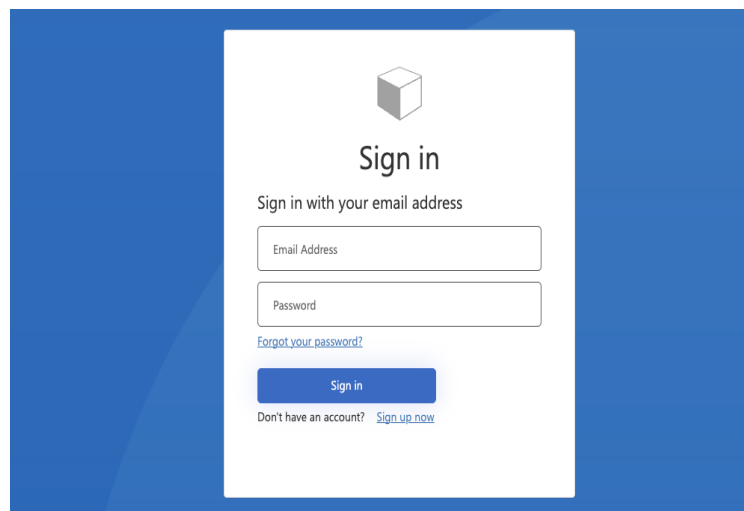 Sign in
Sign in with your email address
Email Address
Password
Forgot your password?
Sign in
Don't have an account? Sign up now